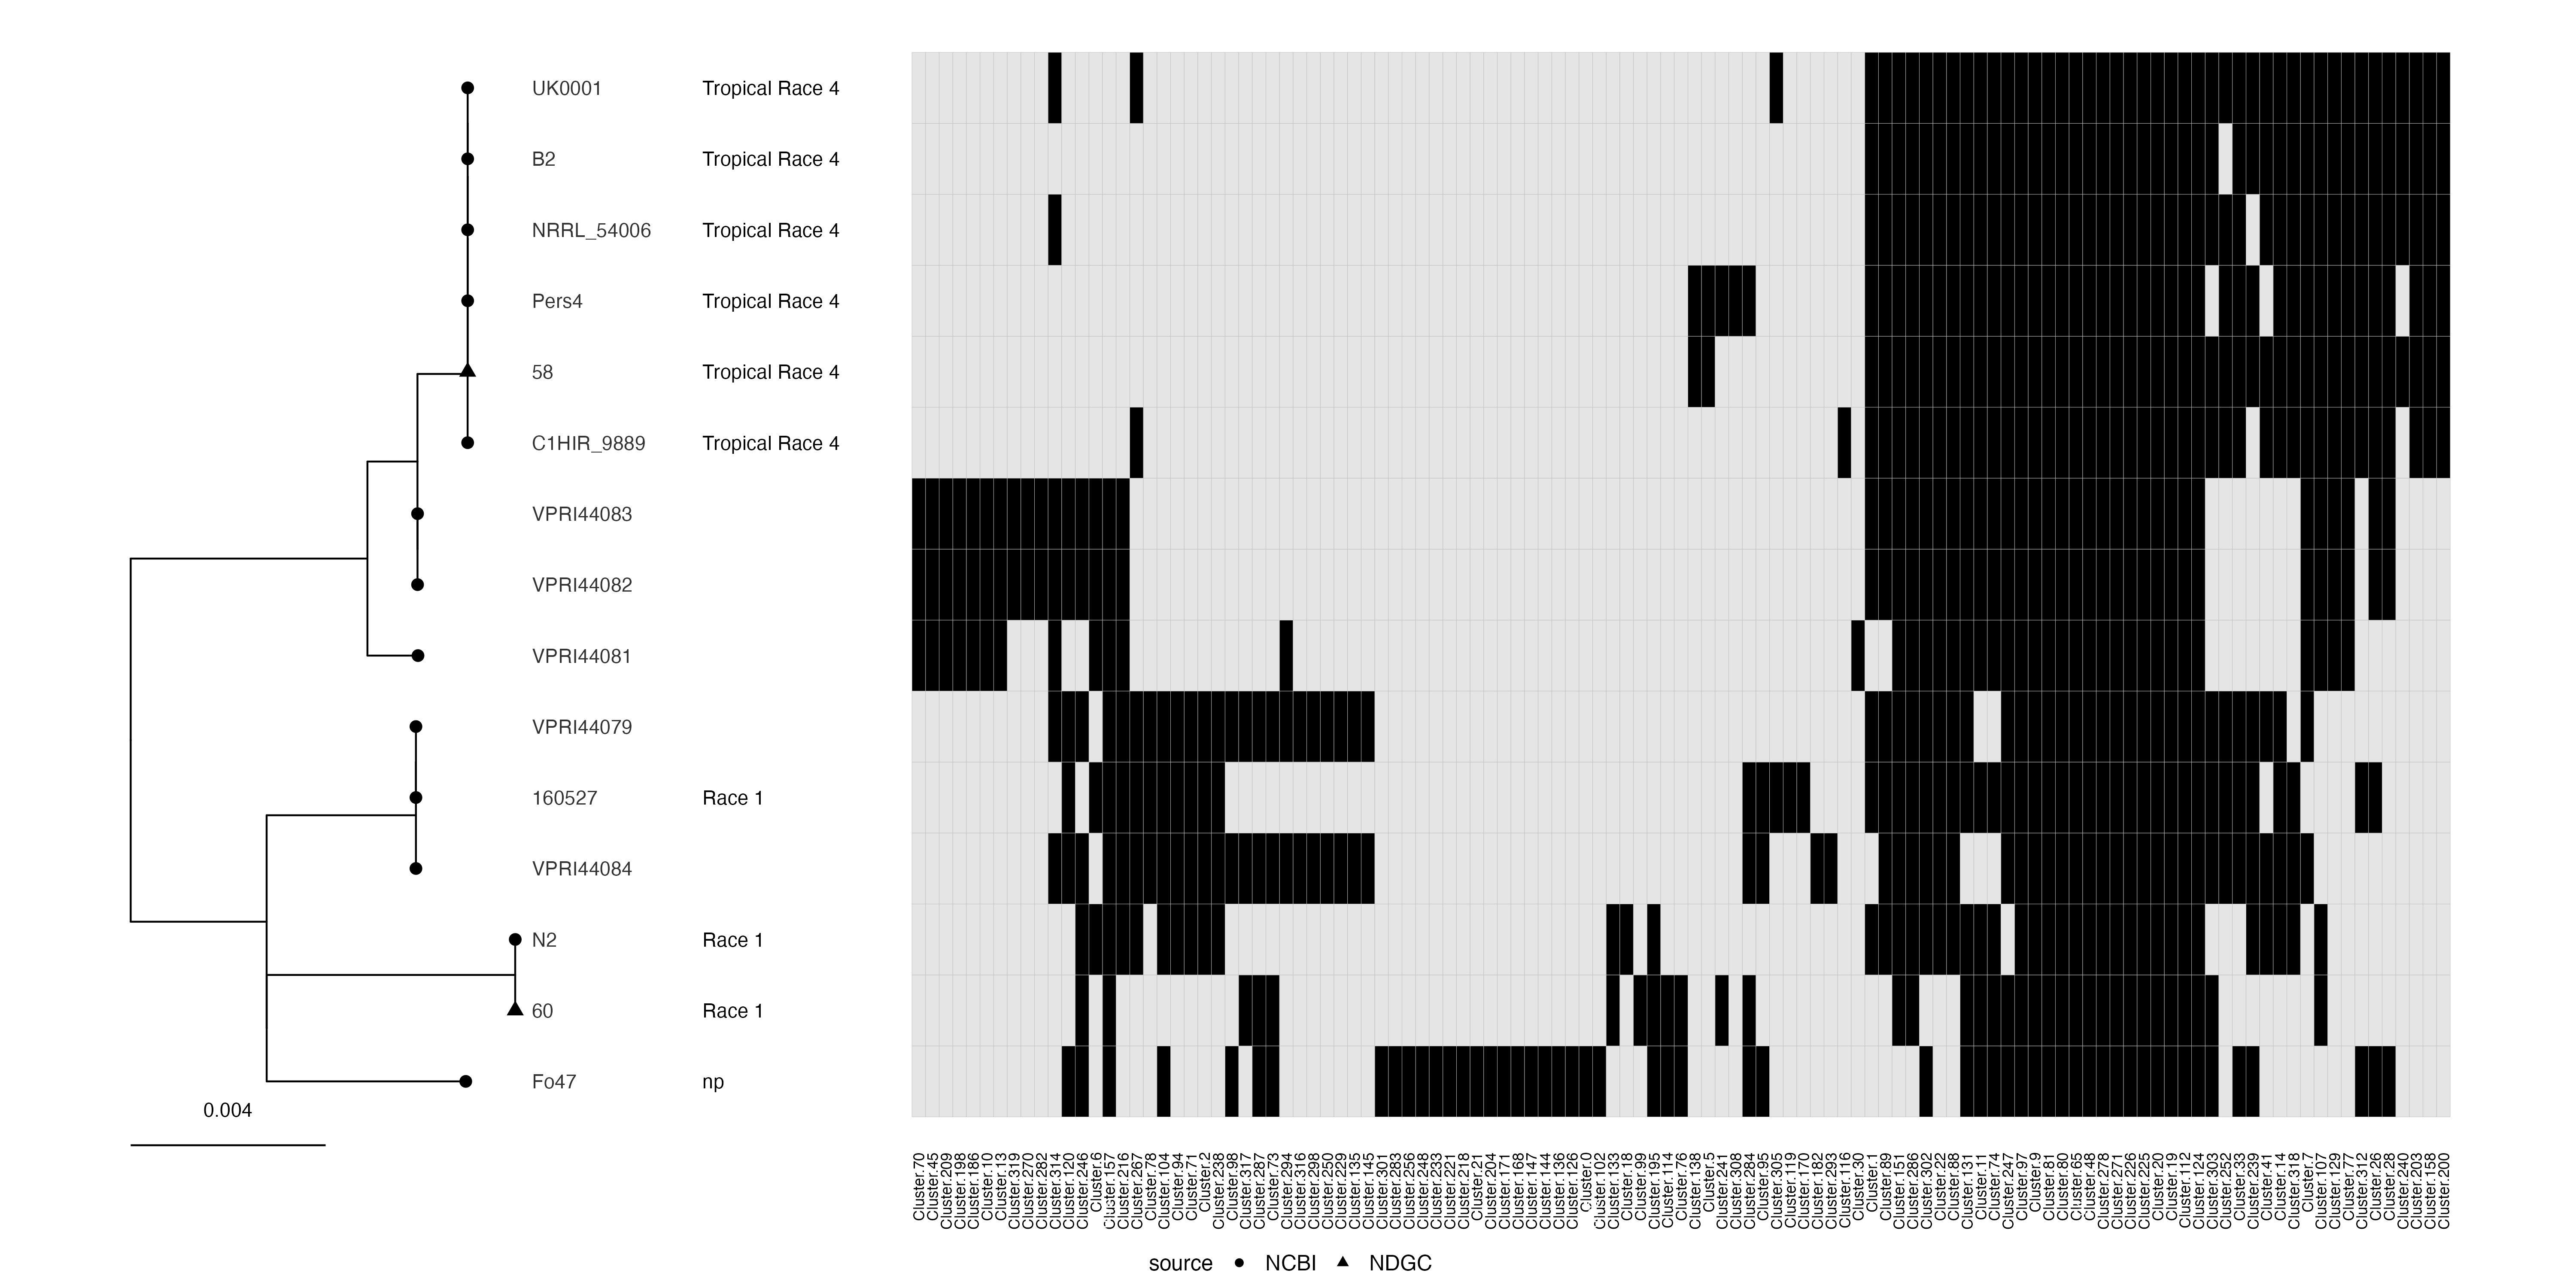 UK0001 Tropical Race 4
B2 Tropical Race 4
NRRL_54006 Tropical Race 4
Pers4 Tropical Race 4
58 Tropical Race 4
C1HIR_9889 Tropical Race 4
VPRI44083
VPRI44082
VPRI44081
VPRI44079
160527 Race 1
VPRI44084
N2 Race 1
60 Race 1
Fo47 np
0.004
Cluster.70
Cluster.45
Cluster.209
Cluster.198
Cluster.186
Cluster.10
Cluster.13
Cluster.319
Cluster.270
Cluster.282
Cluster.314
Cluster.120
Cluster.246
Cluster.6
Cluster.157
Cluster.216
Cluster.267
Cluster.78
Cluster.104
Cluster.94
Cluster.71
Cluster.2
Cluster.238
Cluster.98
Cluster.317
Cluster.287
Cluster.73
Cluster.294
Cluster.316
Cluster.298
Cluster.250
Cluster.229
Cluster.135
Cluster.145
Cluster.301
Cluster.283
Cluster.256
Cluster.248
Cluster.233
Cluster.221
Cluster.218
Cluster.21
Cluster.204
Cluster.171
Cluster.168
Cluster.147
Cluster.144
Cluster.136
Cluster.126
Cluster.0
Cluster.102
Cluster.133
Cluster.18
Cluster.99
Cluster.195
Cluster.114
Cluster.76
Cluster.138
Cluster.5
Cluster.241
Cluster.308
Cluster.284
Cluster.95
Cluster.305
Cluster.119
Cluster.170
Cluster.182
Cluster.293
Cluster.116
Cluster.30
Cluster.1
Cluster.89
Cluster.151
Cluster.286
Cluster.302
Cluster.22
Cluster.88
Cluster.131
Cluster.11
Cluster.74
Cluster.247
Cluster.97
Cluster.9
Cluster.81
Cluster.80
Cluster.65
Cluster.48
Cluster.278
Cluster.271
Cluster.226
Cluster.225
Cluster.20
Cluster.19
Cluster.112
Cluster.124
Cluster.303
Cluster.252
Cluster.33
Cluster.239
Cluster.41
Cluster.14
Cluster.318
Cluster.7
Cluster.107
Cluster.129
Cluster.77
Cluster.312
Cluster.26
Cluster.28
Cluster.240
Cluster.203
Cluster.158
Cluster.200
source NCBI NDGC